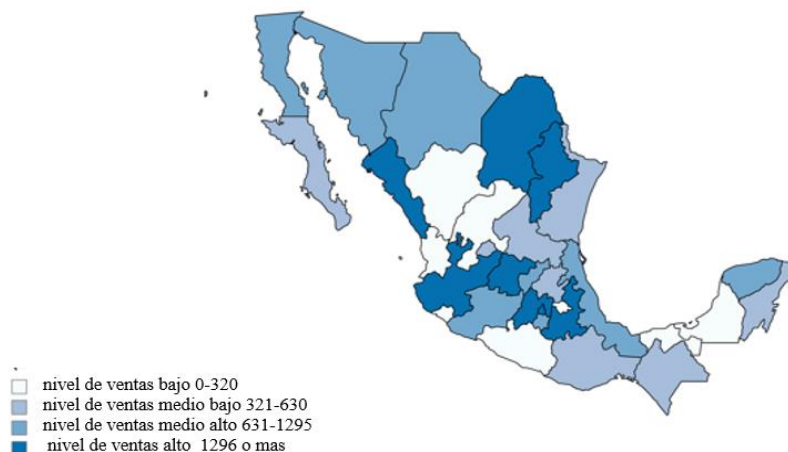 nivel de ventas bajo 0-320
nivel de ventas medio bajo 321-630
nivel de ventas medio alto 631-1295
nivel de ventas alto 1296 o mas